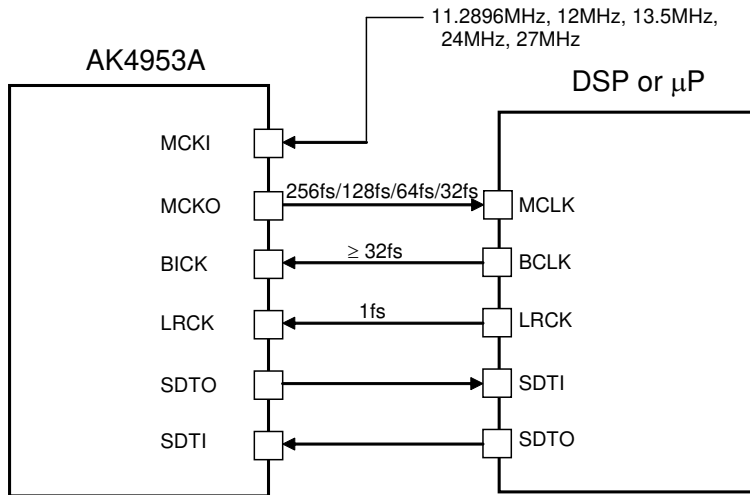 11.2896MHz, 12MHz, 13.5MHz,
24MHz, 27MHz
AK4953A
DSP or μP
MCKI
MCKO
256fs/128fs/64fs/32fs
MCLK
BICK
≥ 32fs
BCLK
LRCK
1fs
LRCK
SDTO
SDTI
SDTI
SDTO